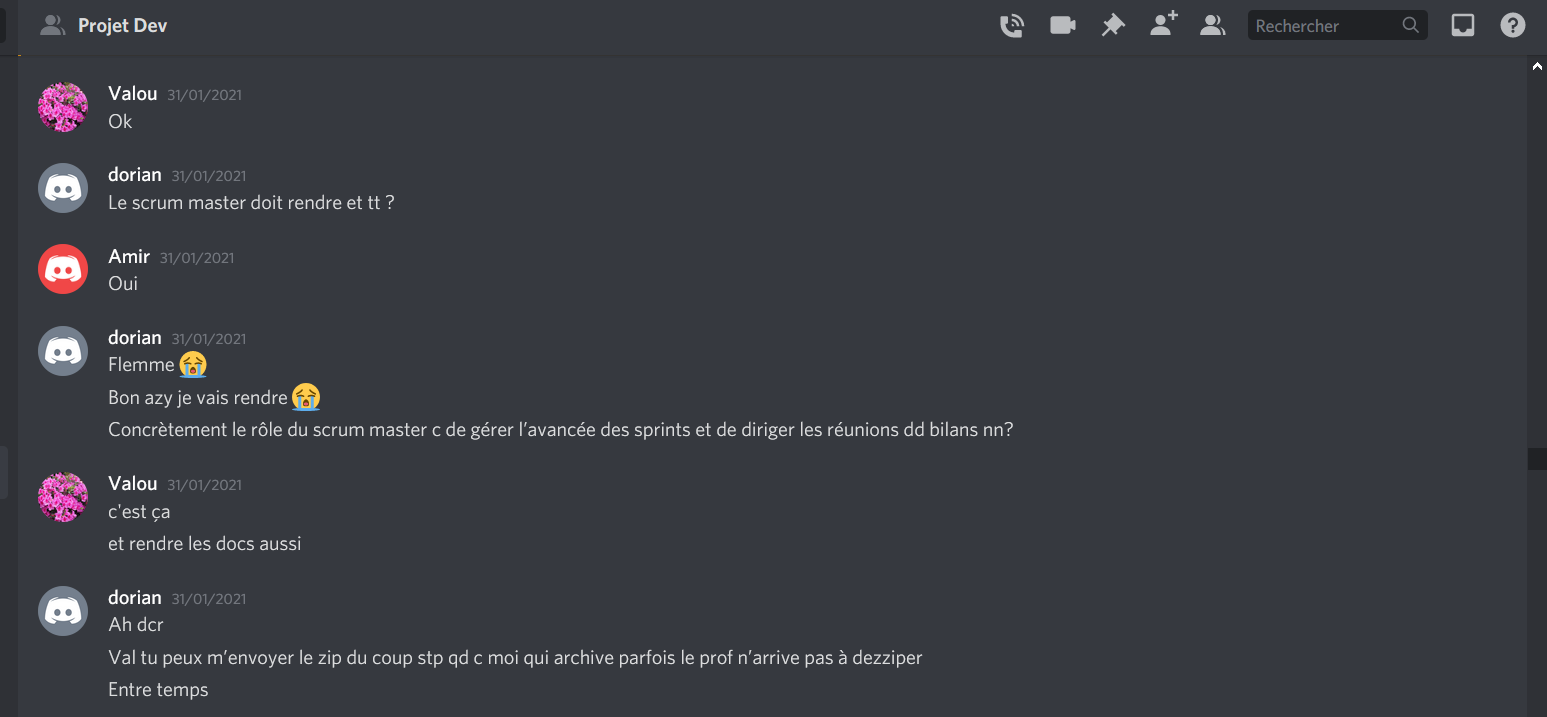 Projet Dev
Rechercher
Valou 31/01/2021
Ok
dorian 31/01/2021
Le scrum master doit rendre et tt ?
Amir 31/01/2021
Oui
dorian 31/01/2021
Flemme 😭
Bon azy je vais rendre 😭
Concrètement le rôle du scrum master c de gérer l’avancée des sprints et de diriger les réunions dd bilans nn?
Valou 31/01/2021
c'est ça
et rendre les docs aussi
dorian 31/01/2021
Ah dcr
Val tu peux m’envoyer le zip du coup stp qd c moi qui archive parfois le prof n’arrive pas à dezziper
Entre temps